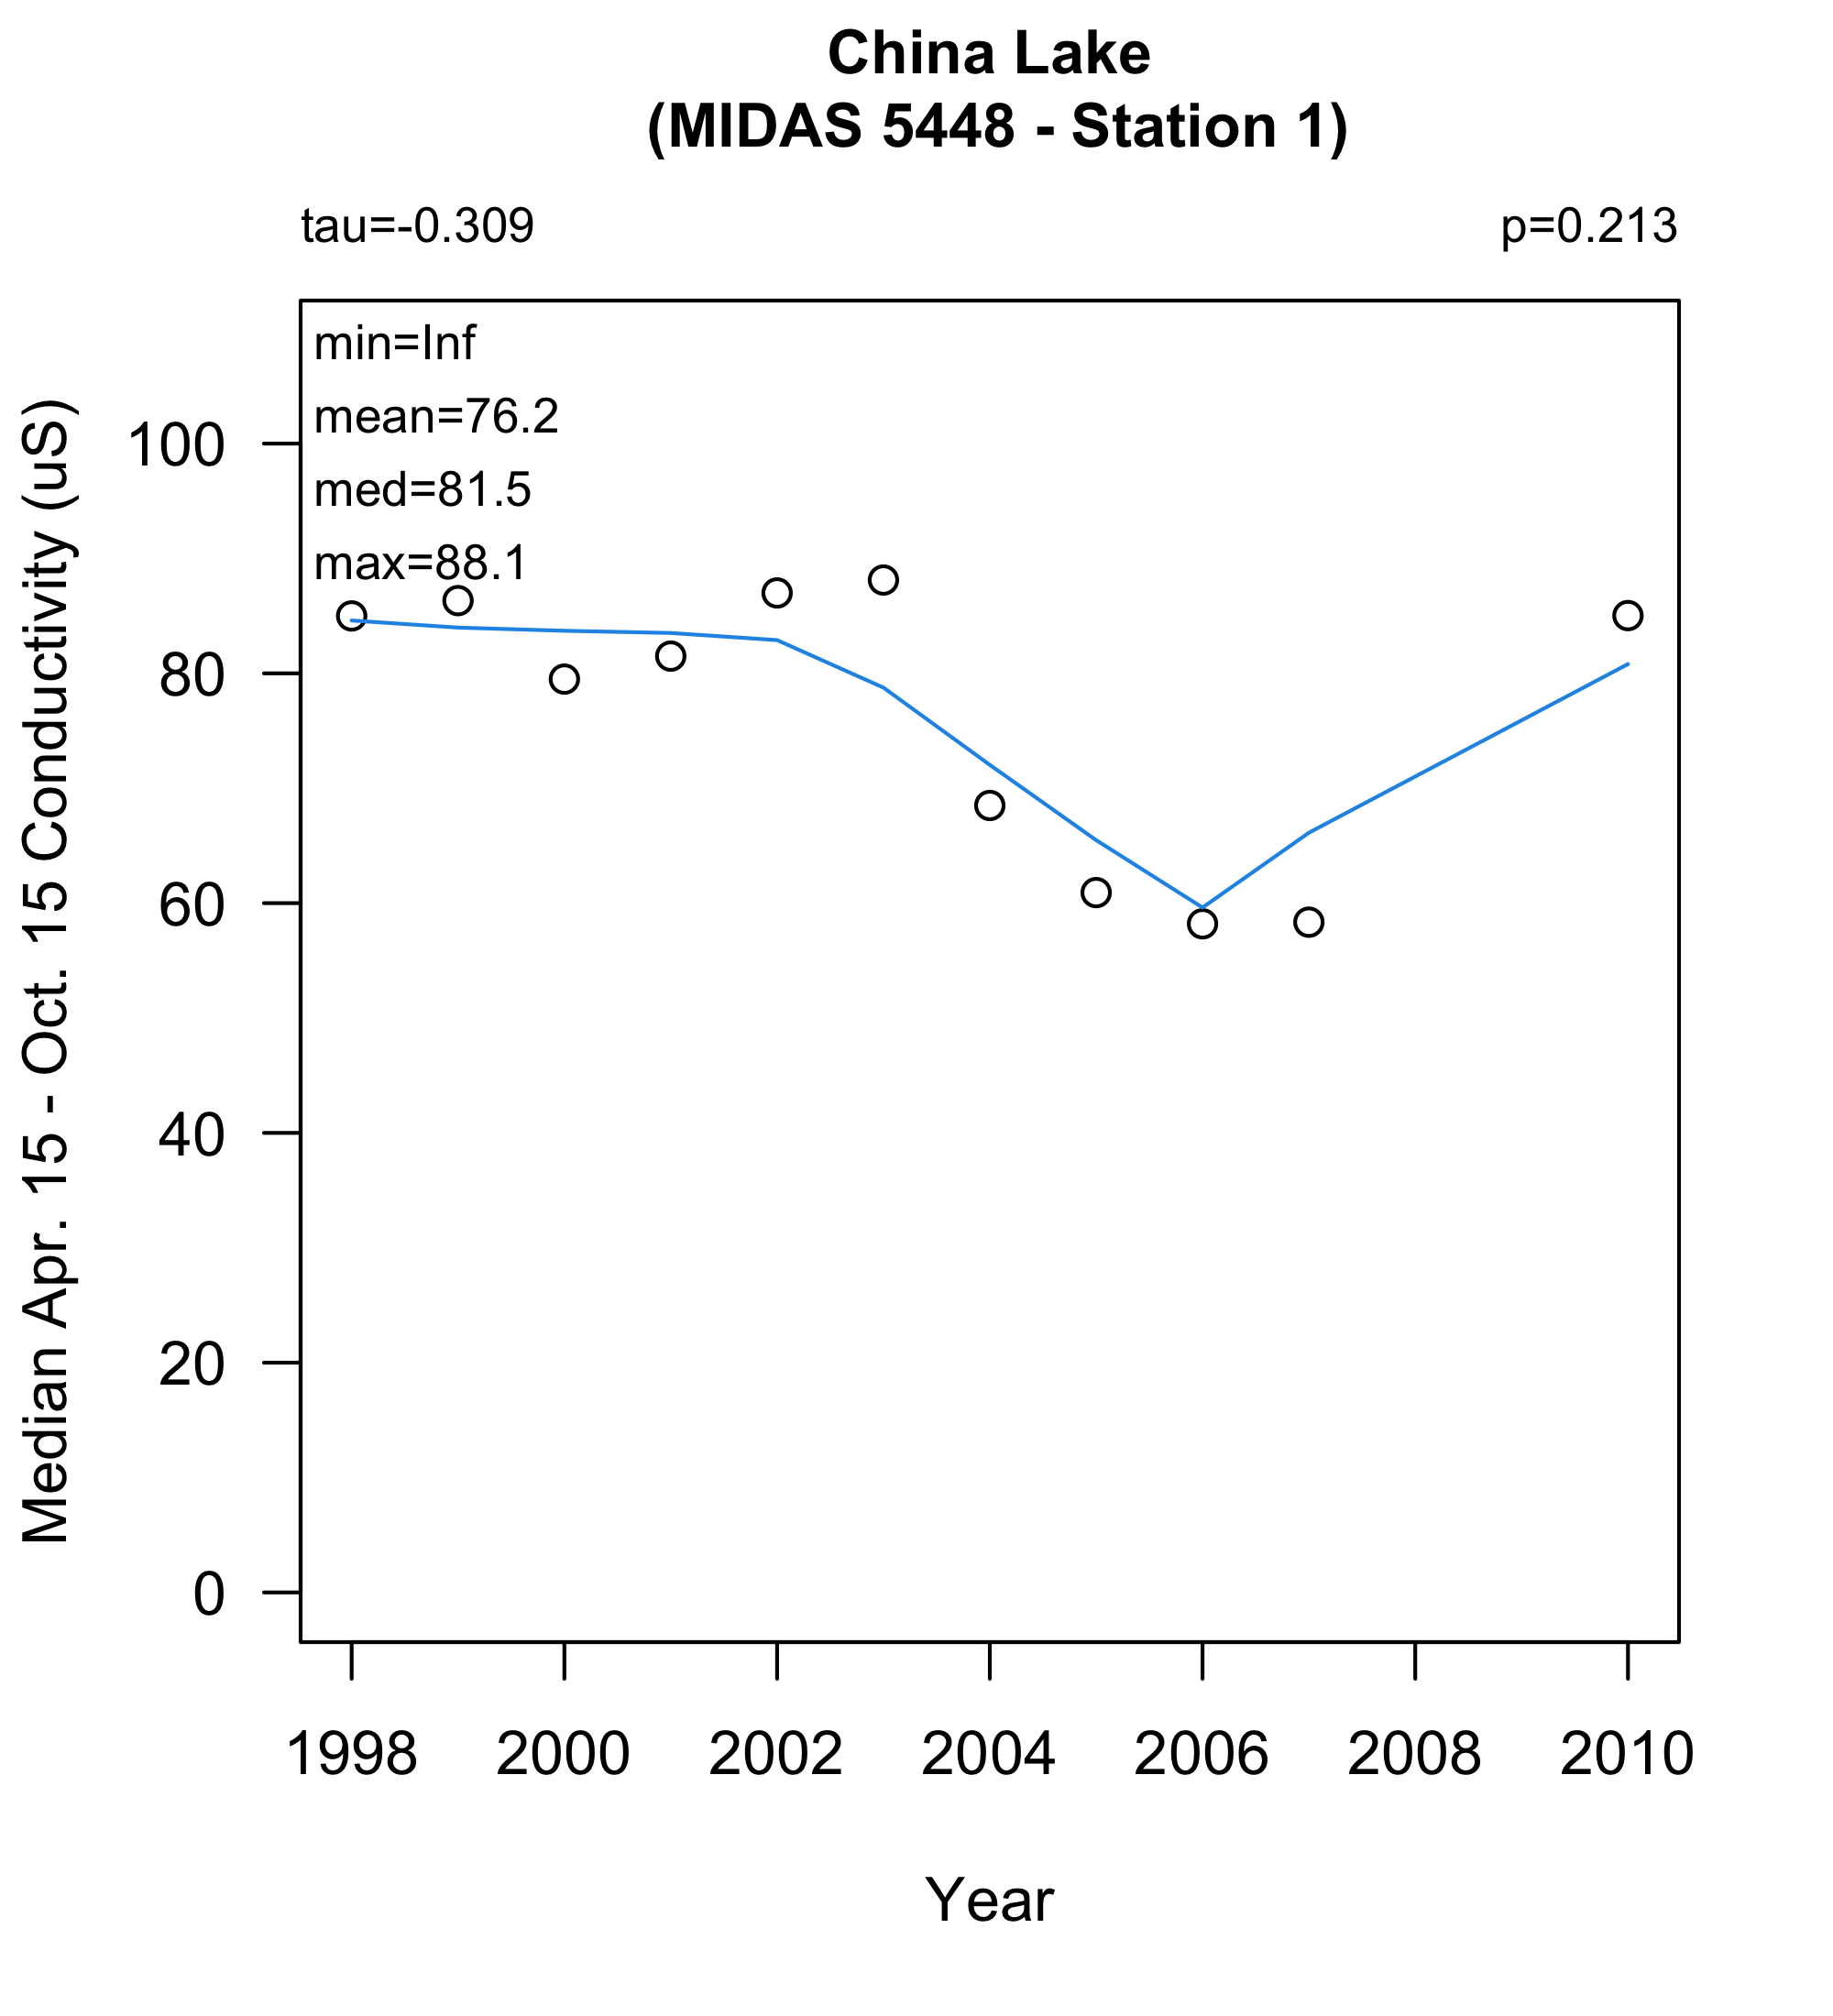 China Lake
(MIDAS 5448 - Station 1)
tau=-0.309
p=0.213
min=Inf
mean=76.2
med=81.5
max=88.1
Median Apr. 15 - Oct. 15 Conductivity (uS)
100
80
60
40
20
0
1998 2000 2002 2004 2006 2008 2010
Year